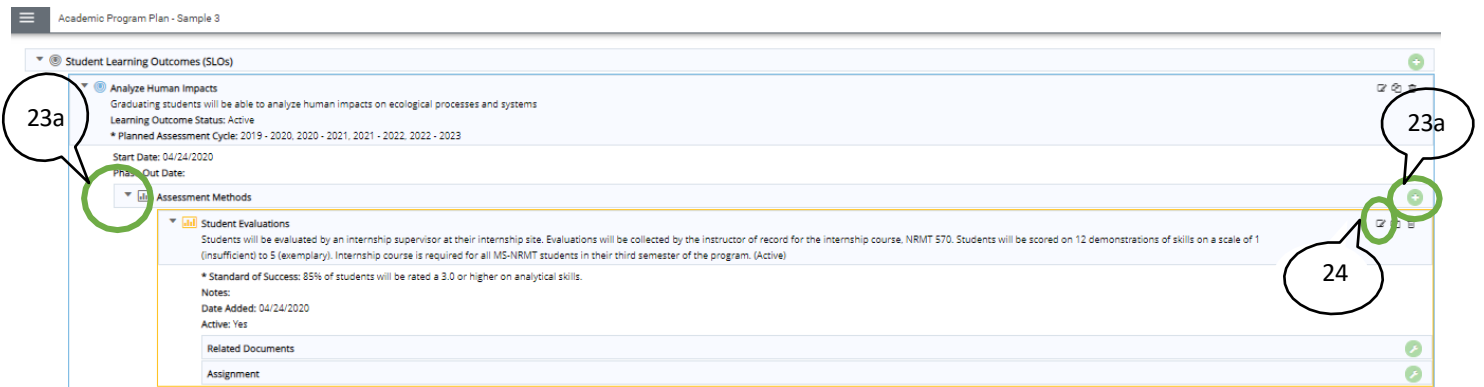 Academic Program Plan - Sample 3
Student Learning Outcomes (SLOs)
Analyze Human Impacts
Graduating students will be able to analyze human impacts on ecological processes and systems
Learning Outcome Status: Active
* Planned Assessment Cycle: 2019 - 2020, 2020 - 2021, 2021 - 2022, 2022 - 2023
23a
23a
Start Date: 04/24/2020
Phase Out Date:
Assessment Methods
Student Evaluations
Students will be evaluated by an internship supervisor at their internship site. Evaluations will be collected by the instructor of record for the internship course, NRMT 570. Students will be scored on 12 demonstrations of skills on a scale of 1
(insufficient) to 5 (exemplary). Internship course is required for all MS-NRMT students in their third semester of the program. (Active)
24
* Standard of Success: 85% of students will be rated a 3.0 or higher on analytical skills.
Notes:
Date Added: 04/24/2020
Active: Yes
Related Documents
Assignment